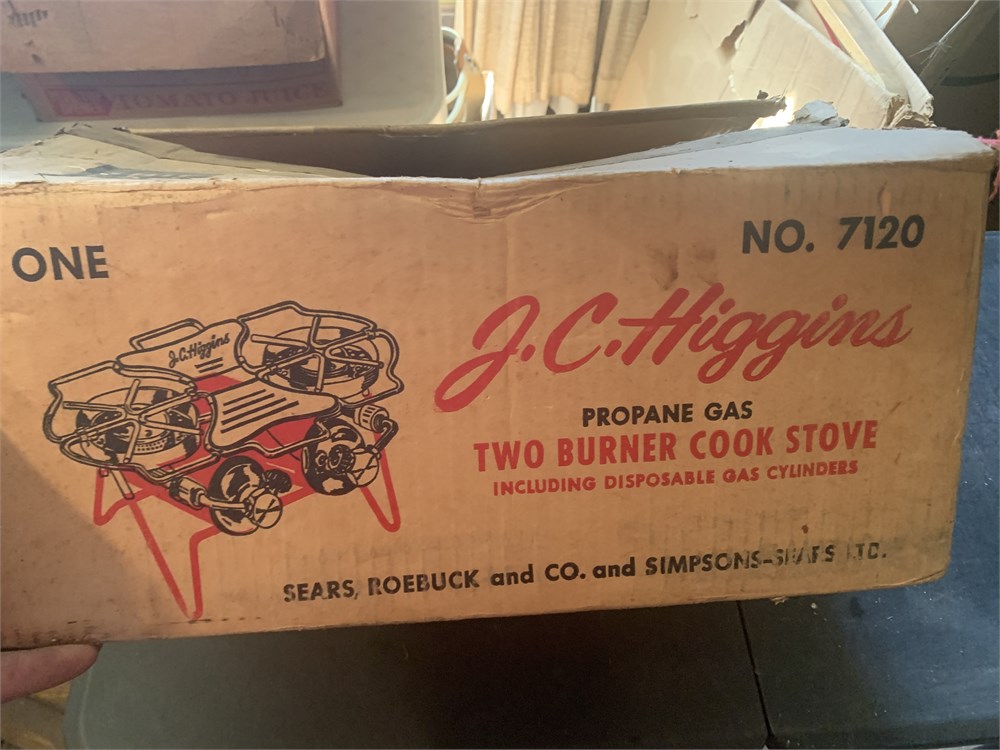 TOMATO JUICE
ONE
NO. 7120
J.C. Higgins
J.C. Higgins
PROPANE GAS
TWO BURNER COOK STOVE
INCLUDING DISPOSABLE GAS CYLINDERS
SEARS, ROEBUCK and CO. and SIMPSONS-SEARS LTD.